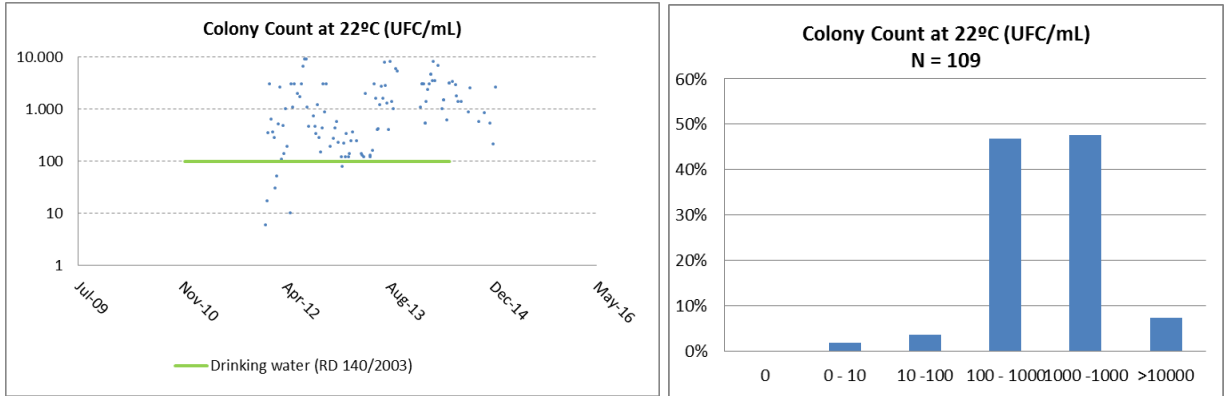 Colony Count at 22ºC (UFC/mL)
10.000
1.000
100
10
1
Jul-09
Nov-10
Apr-12
Aug-13
Dec-14
May-16
Drinking water (RD 140/2003)
Colony Count at 22ºC (UFC/mL)
N = 109
60%
50%
40%
30%
20%
10%
0%
0
0 - 10
10 -100
100 - 1000
1000 -1000
>10000